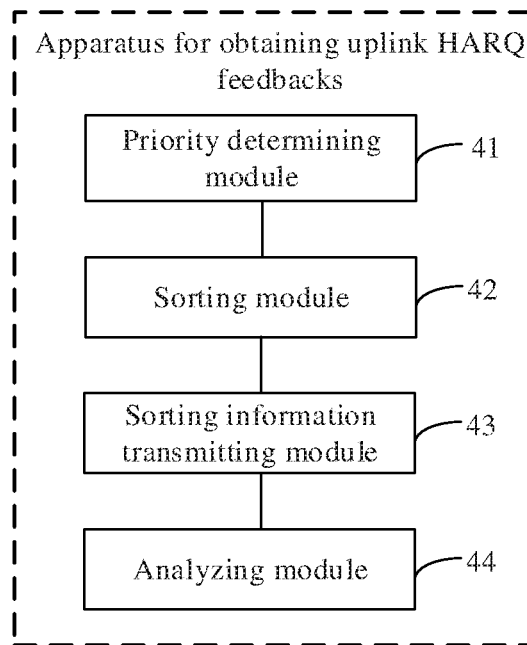 Apparatus for obtaining uplink HARQ
feedbacks
Priority determining
module
41
Sorting module
42
Sorting information
transmitting module
43
Analyzing module
44